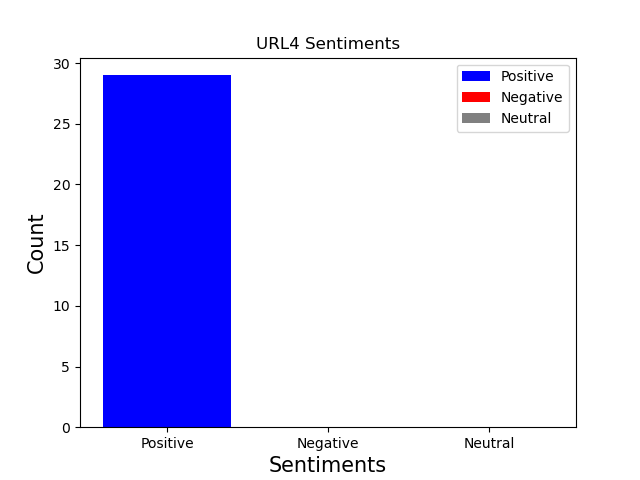 URL4 Sentiments
Positive
Negative
Neutral
30
25
20
15
10
5
0
Count
Positive Negative Neutral
Sentiments